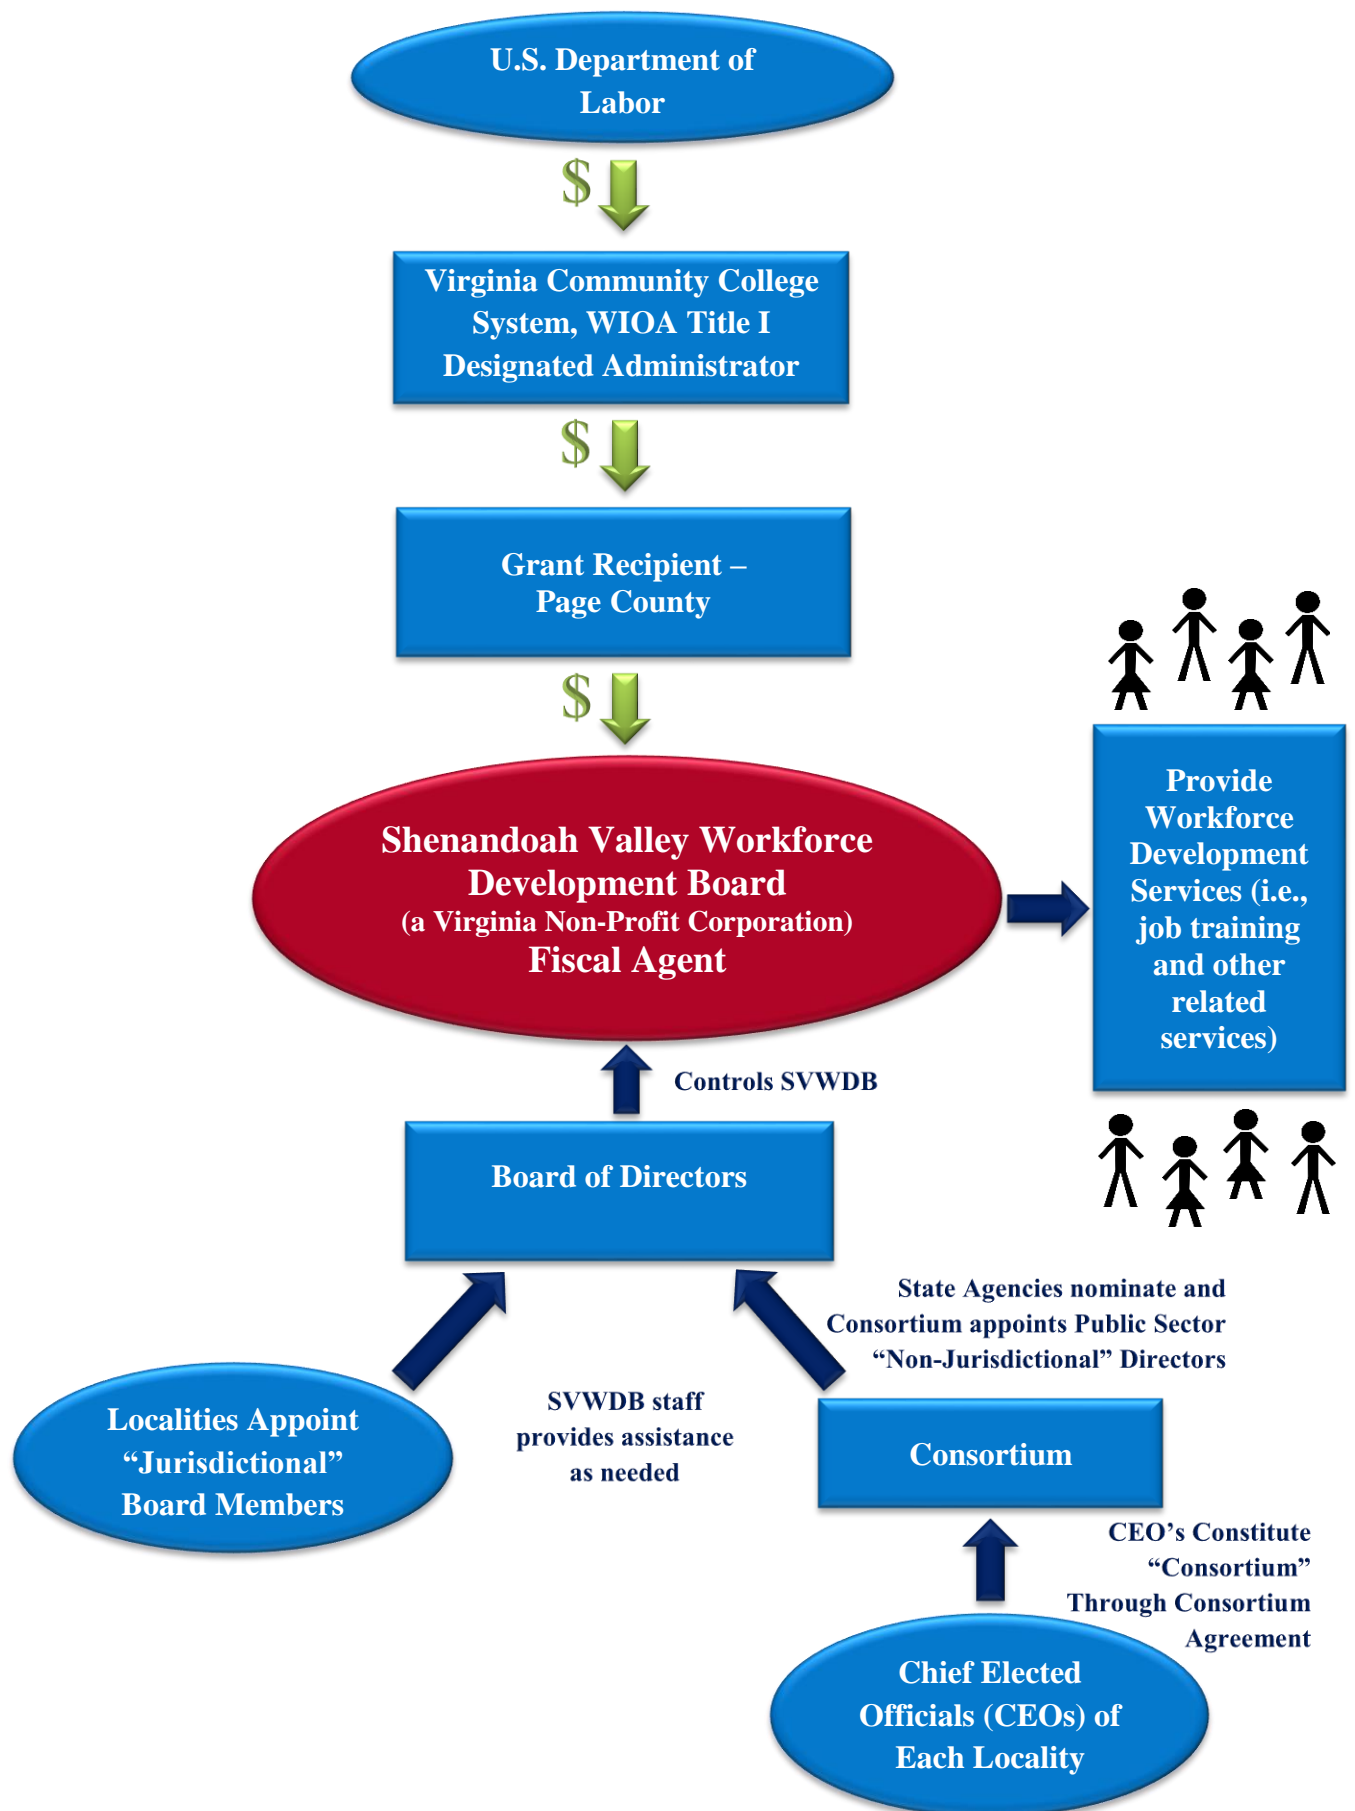 U.S. Department of
Labor
$
Virginia Community College
System, WIOA Title I
Designated Administrator
$
Grant Recipient –
Page County
$
Shenandoah Valley Workforce
Development Board
(a Virginia Non-Profit Corporation)
Fiscal Agent
Provide
Workforce
Development
Services (i.e.,
job training
and other
related
services)
Controls SVWDB
Board of Directors
State Agencies nominate and
Consortium appoints Public Sector
“Non-Jurisdictional” Directors
Localities Appoint
“Jurisdictional”
Board Members
SVWDB staff
provides assistance
as needed
Consortium
CEO’s Constitute
“Consortium”
Through Consortium
Agreement
Chief Elected
Officials (CEOs) of
Each Locality